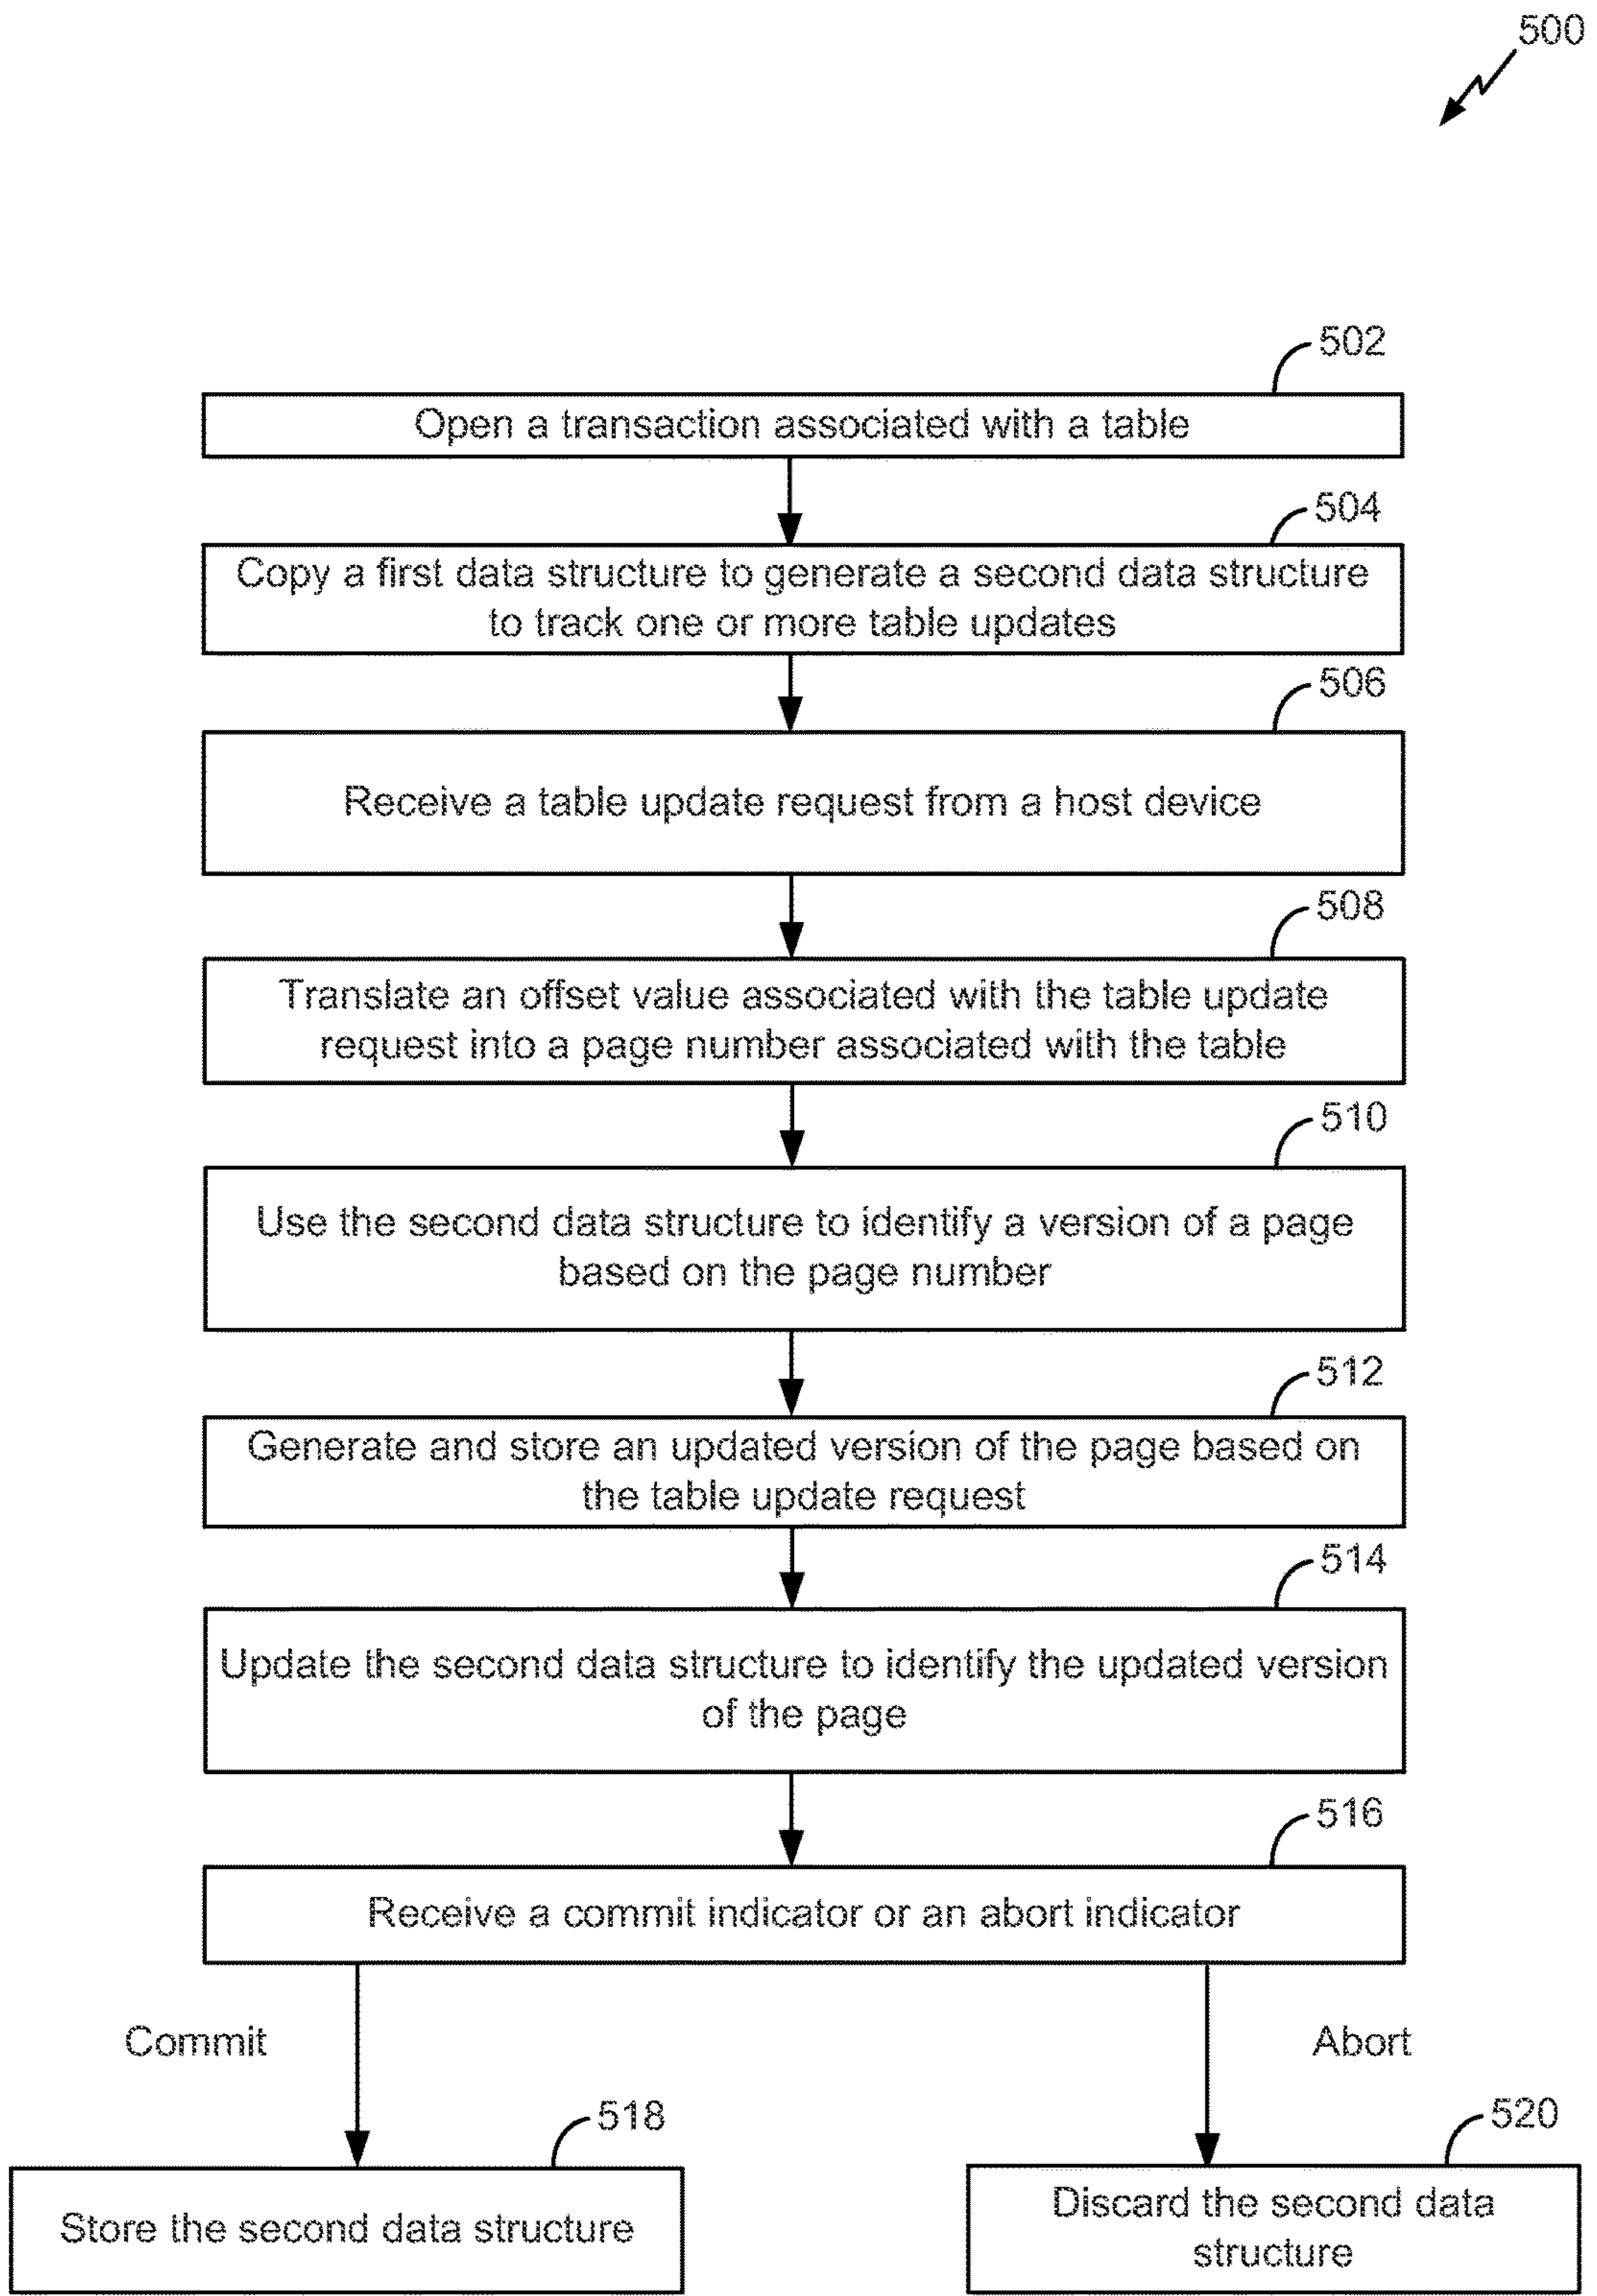 500
502
Open a transaction associated with a table
504
Copy a first data structure to generate a second data structure
to track one or more table updates
506
Receive a table update request from a host device
508
Translate an offset value associated with the table update
request into a page number associated with the table
510
Use the second data structure to identify a version of a page
based on the page number
512
Generate and store an updated version of the page based on
the table update request
514
Update the second data structure to identify the updated version
of the page
516
Receive a commit indicator or an abort indicator
Commit
Abort
518
Store the second data structure
520
Discard the second data
structure